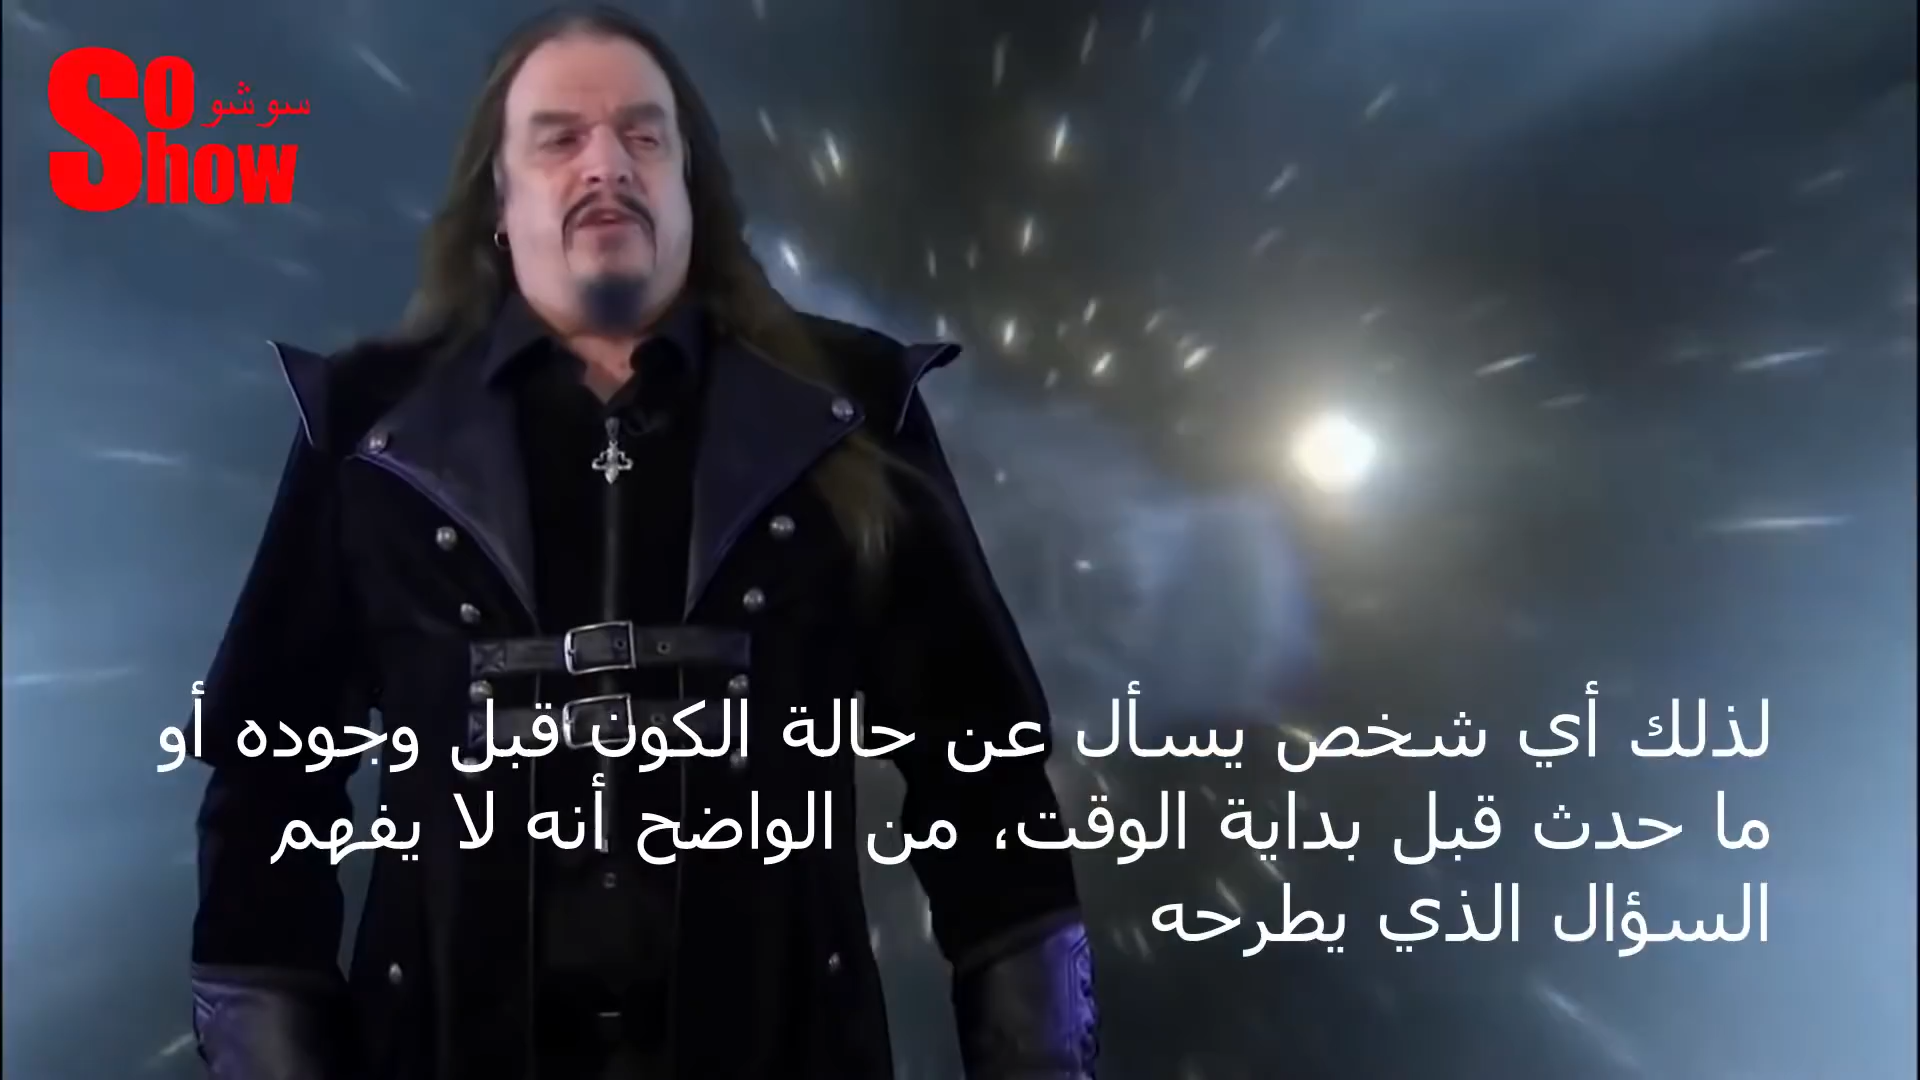 So سو شو
Show
لذلك أي شخص يسأل عن حالة الكون قبل وجوده أو
ما حدث قبل بداية الوقت، من الواضح أنه لا يفهم
السؤال الذي يطرحه